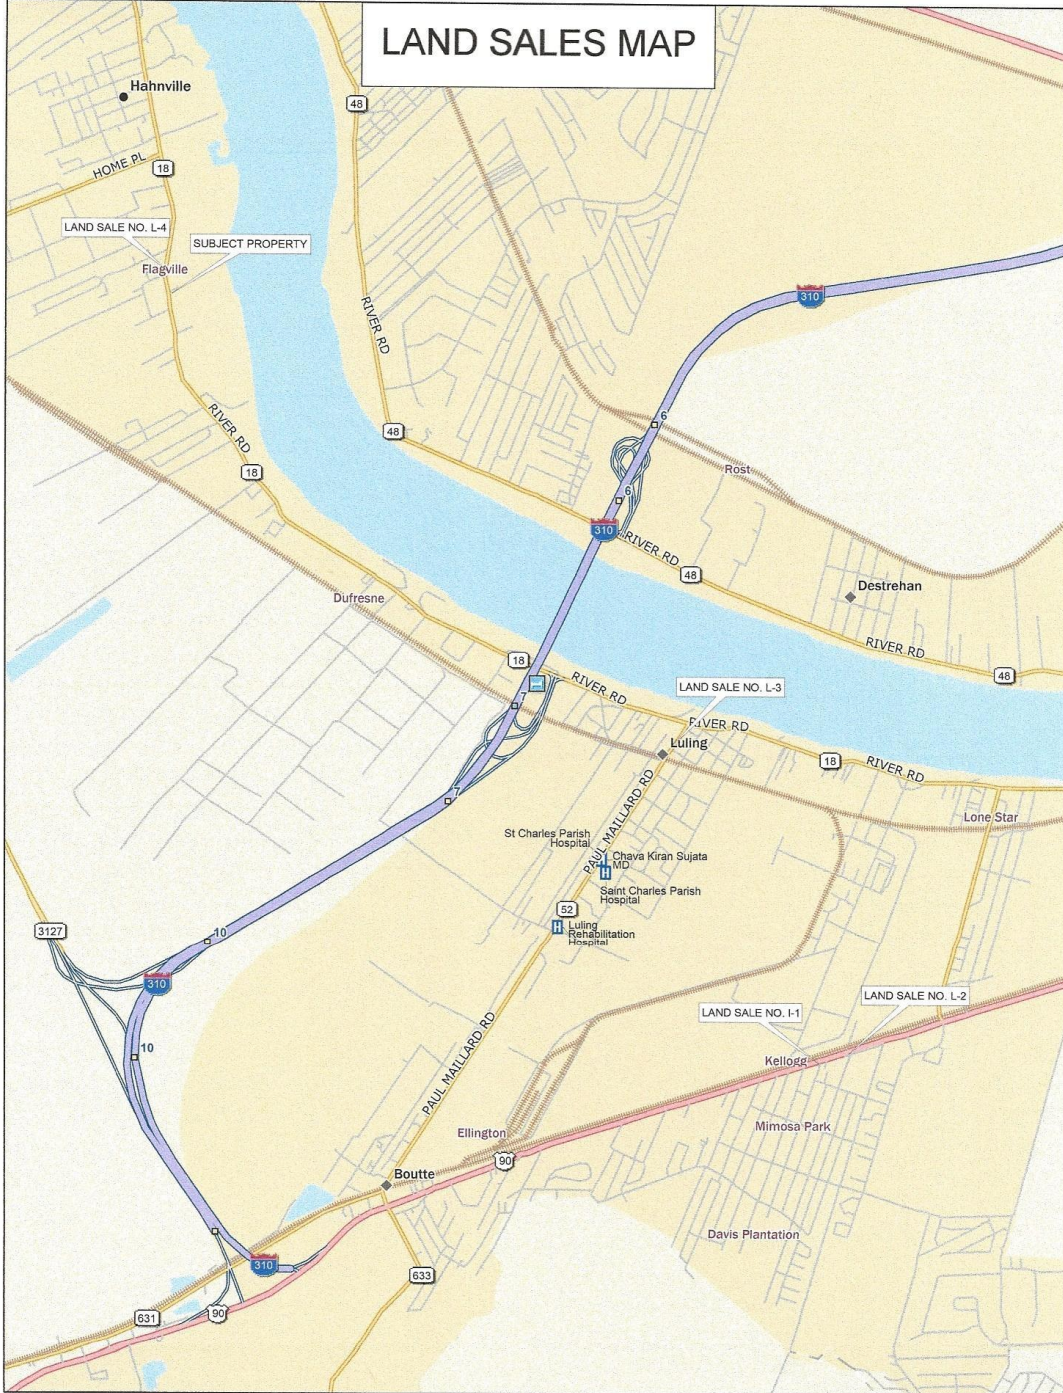 LAND SALES MAP
Hahnville
48
HOME PL
18
LAND SALE NO. L-4
SUBJECT PROPERTY
Flagville
310
RIVER RD
RIVER RD
48
6
18
Rost
6
310
RIVER RD
48
Destrehan
Dufresne
RIVER RD
18
48
RIVER RD
LAND SALE NO. L-3
7
RIVER RD
Luling
18
RIVER RD
7
PAUL MAILLARD RD
Lone Star
St Charles Parish
Hospital
Chava Kiran Sujata
MD
H
Saint Charles Parish
Hospital
52
H
Luling
Rehabilitation
Hospital
3127
10
310
LAND SALE NO. L-2
LAND SALE NO. I-1
10
PAUL MAILLARD RD
Kellogg
Mimosa Park
Ellington
90
Boutte
Davis Plantation
310
633
631
90